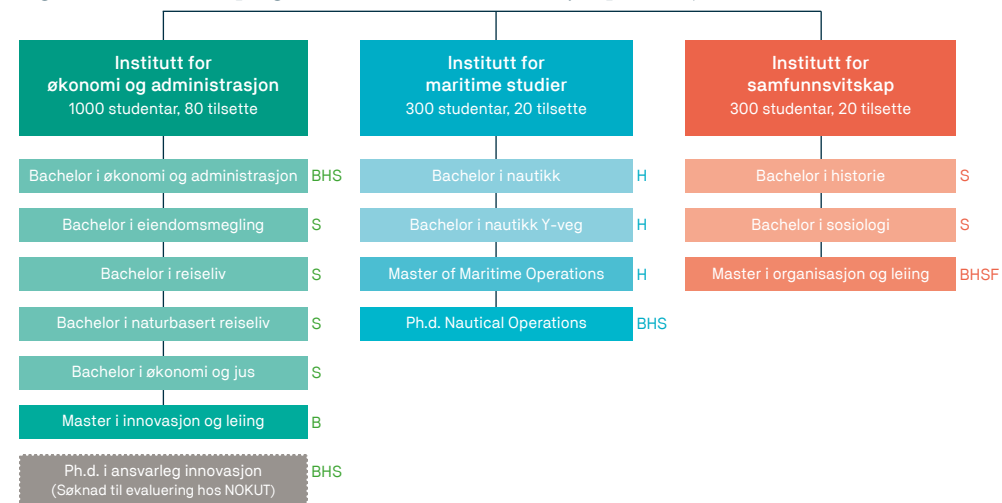 Institutt for
økonomi og administrasjon
1000 studentar, 80 tilsette
Bachelor i økonomi og administrasjon BHS
Bachelor i eiendomsmegling S
Bachelor i reiseliv S
Bachelor i naturbasert reiseliv S
Bachelor i økonomi og jus S
Master i innovasjon og leiing B
Ph.d. i ansvarleg innovasjon BHS
(Søknad til evaluering hos NOKUT)
Institutt for
maritime studier
300 studentar, 20 tilsette
Bachelor i nautikk H
Bachelor i nautikk Y-veg H
Master of Maritime Operations H
Ph.d. Nautical Operations BHS
Institutt for
samfunnsvitskap
300 studentar, 20 tilsette
Bachelor i historie S
Bachelor i sosiologi S
Master i organisasjon og leiing BHSF